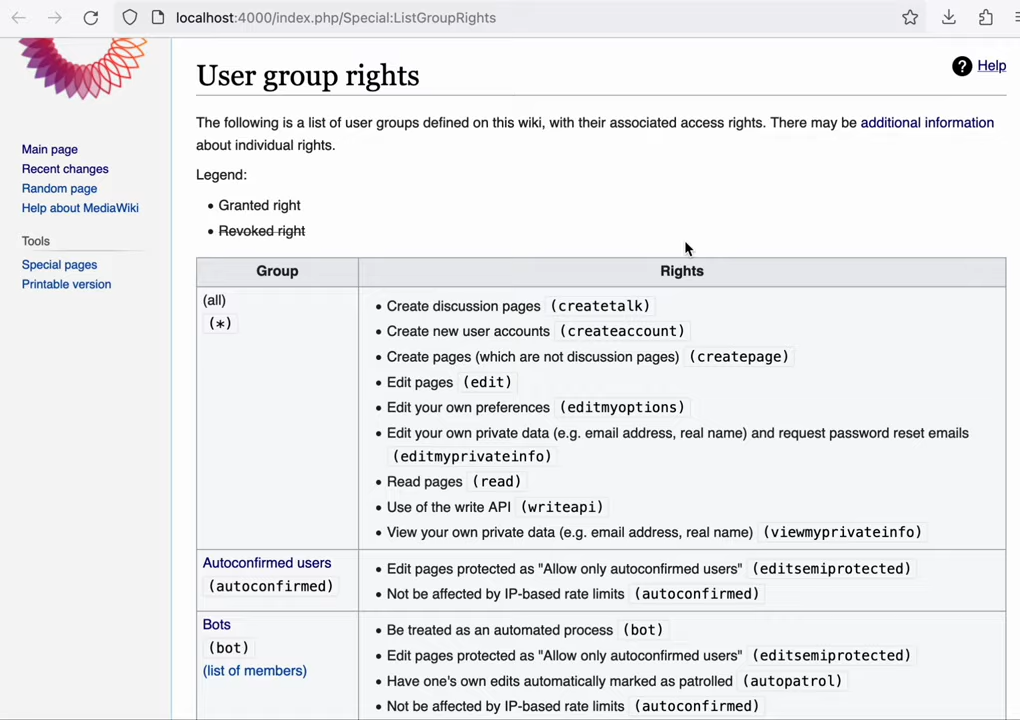 localhost:4000/index.php/Special:ListGroupRights
Main page
Recent changes
Random page
Help about MediaWiki
Tools
Special pages
Printable version
User group rights
Help
The following is a list of user groups defined on this wiki, with their associated access rights. There may be additional information
about individual rights.
Legend:
• Granted right
• Revoked right
Group Rights
(all)
(*)
• Create discussion pages (createtalk)
• Create new user accounts (createaccount)
• Create pages (which are not discussion pages) (createpage)
• Edit pages (edit)
• Edit your own preferences (editmyoptions)
• Edit your own private data (e.g. email address, real name) and request password reset emails
(editmyprivateinfo)
• Read pages (read)
• Use of the write API (writeapi)
• View your own private data (e.g. email address, real name) (viewmyprivateinfo)
Autoconfirmed users
(autoconfirmed)
• Edit pages protected as "Allow only autoconfirmed users" (editsemiprotected)
• Not be affected by IP-based rate limits (autoconfirmed)
Bots
(bot)
(list of members)
• Be treated as an automated process (bot)
• Edit pages protected as "Allow only autoconfirmed users" (editsemiprotected)
• Have one's own edits automatically marked as patrolled (autopatrol)
• Not be affected by IP-based rate limits (autoconfirmed)